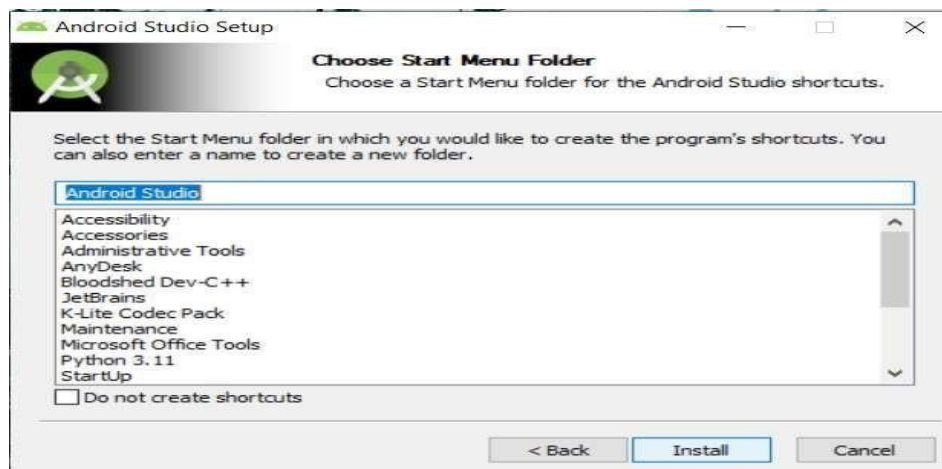 Android Studio Setup
Choose Start Menu Folder
Choose a Start Menu folder for the Android Studio shortcuts.
Select the Start Menu folder in which you would like to create the program's shortcuts. You
can also enter a name to create a new folder.
Android Studio
Accessibility
Accessories
Administrative Tools
AnyDesk
Bloodshed Dev-C++
JetBrains
K-Lite Codec Pack
Maintenance
Microsoft Office Tools
Python 3.11
StartUp
Do not create shortcuts
< Back
Install
Cancel